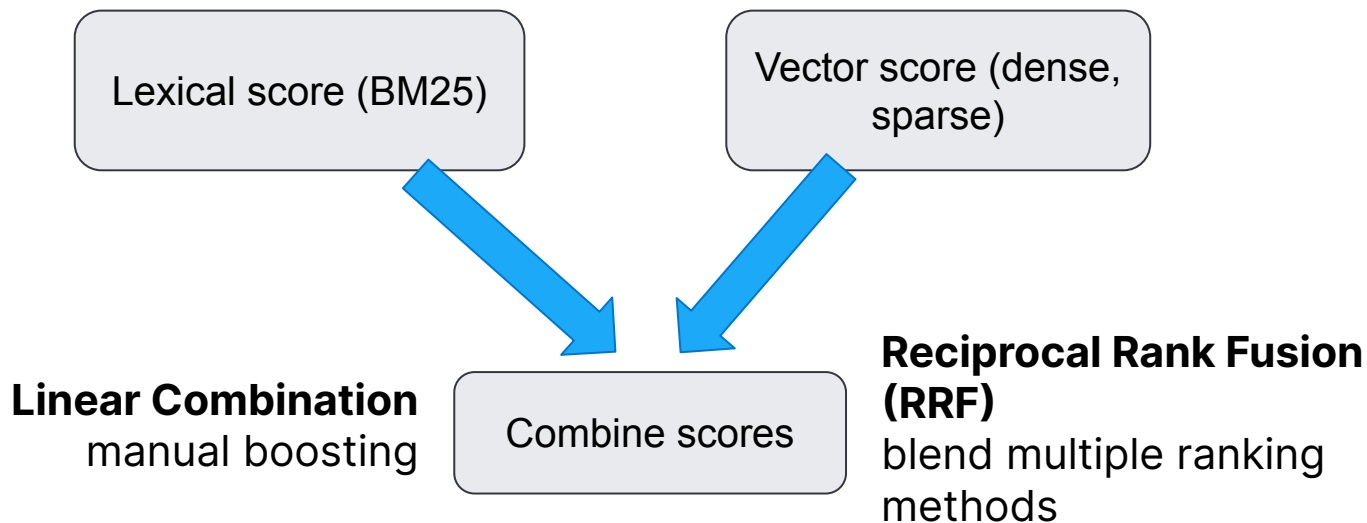 Lexical score (BM25)
Vector score (dense,
sparse)
Linear Combination
manual boosting
Combine scores
Reciprocal Rank Fusion
(RRF)
blend multiple ranking
methods